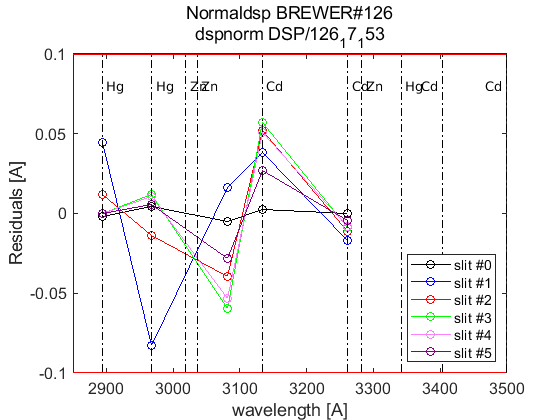 Normaldsp BREWER#126
dspnorm DSP/126₁7₁53
0.1
0.05
0
-0.05
-0.1
Residuals [A]
Hg Hg Zn Zn Cd Cd Zn Hg Cd Cd
slit #0
slit #1
slit #2
slit #3
slit #4
slit #5
2900 3000 3100 3200 3300 3400 3500
wavelength [A]